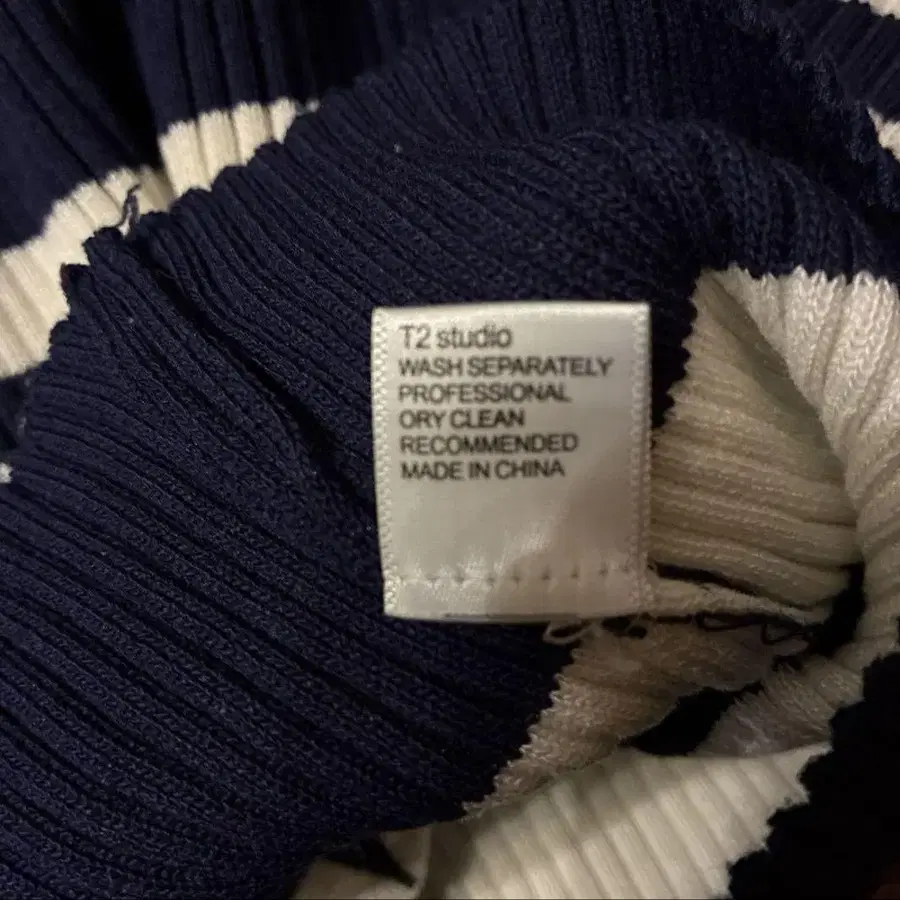 T2 studio
WASH SEPARATELY
PROFESSIONAL
ORY CLEAN
RECOMMENDED
MADE IN CHINA